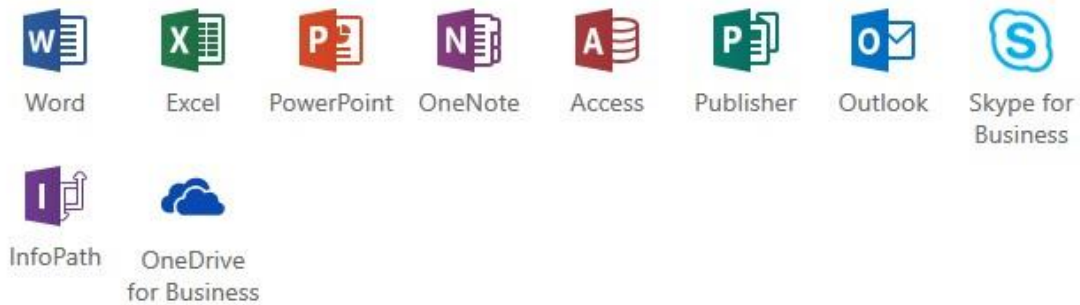 W
X
P
N
A
P
O
S
Word
Excel
PowerPoint
OneNote
Access
Publisher
Outlook
Skype for
Business
I
InfoPath
OneDrive
for Business